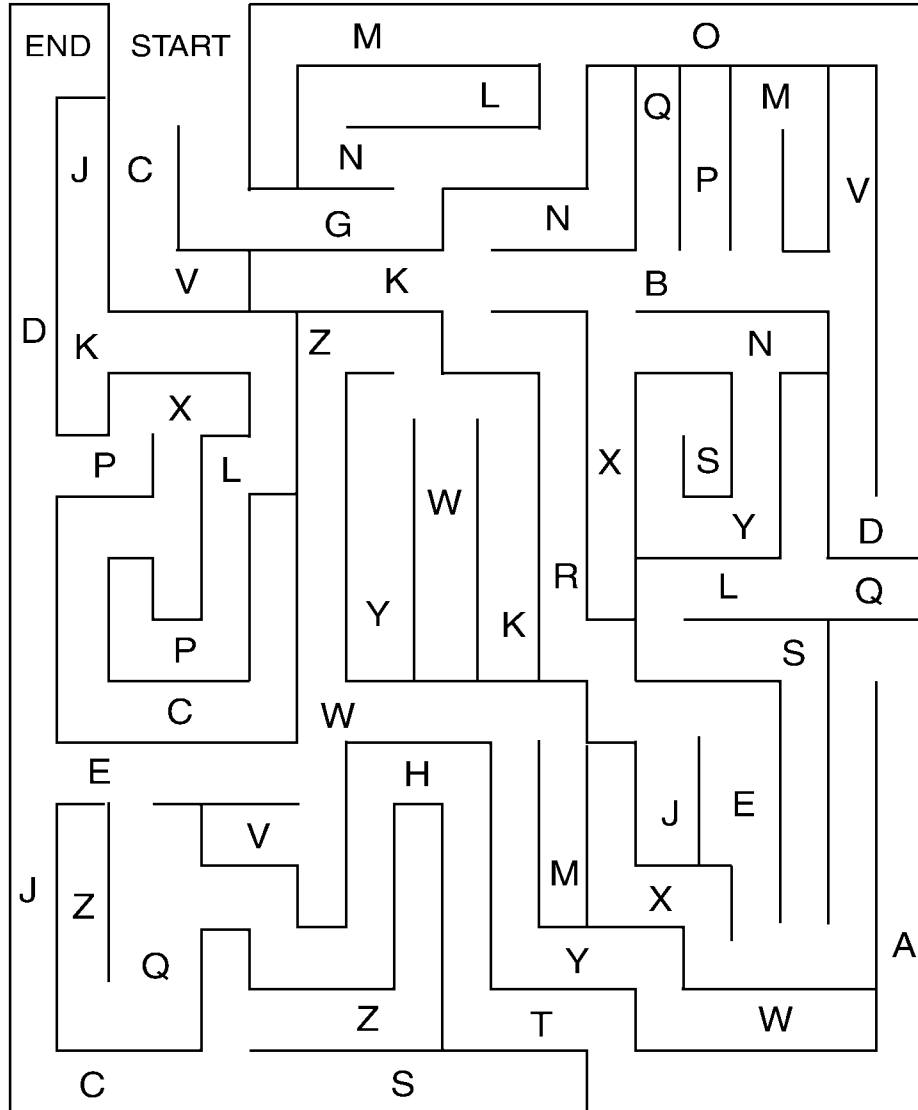 END START M O
L Q M
J C N P V
G N
V K B
D K Z N
X
P L X S
W
Y D
R L Q
Y K
P S
C W
E H
V J E
J Z M X
Q Y A
Z T W
C S